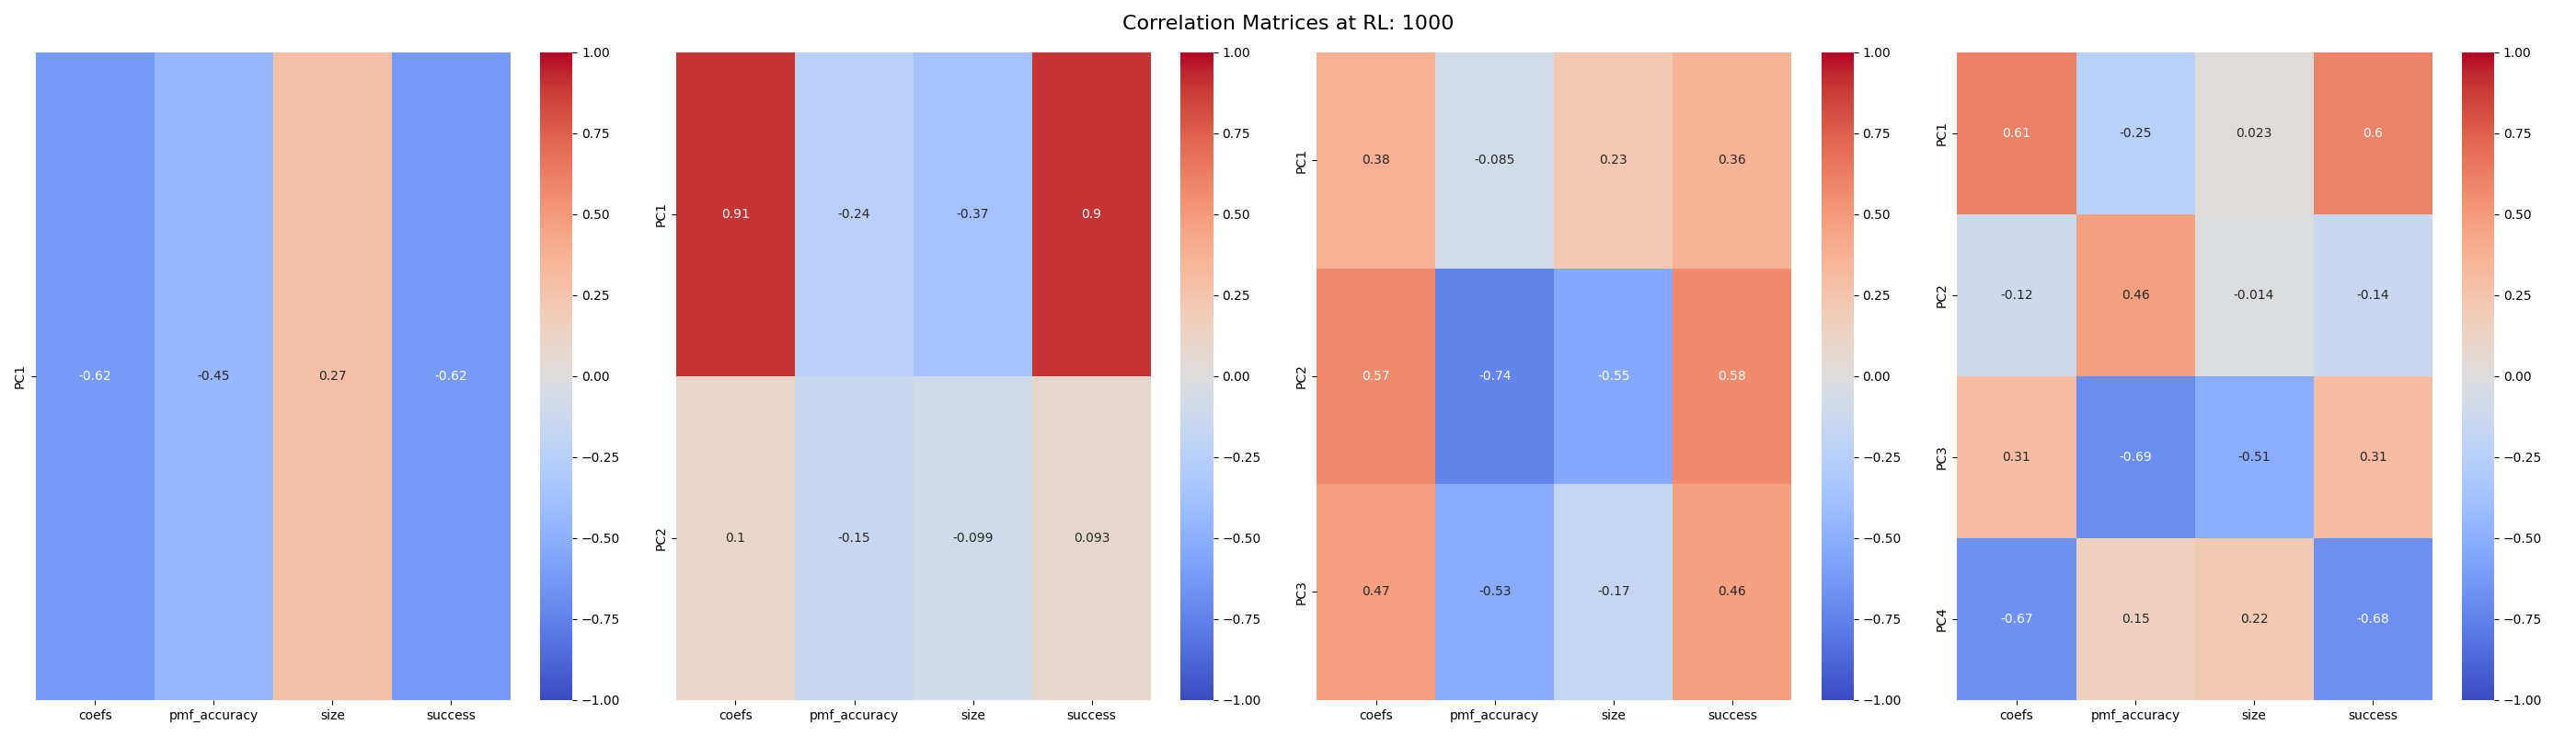 Correlation Matrices at RL: 1000
PC1
-0.62 -0.45 0.27 -0.62
coefs pmf_accuracy size success
1.00
0.75
0.50
0.25
0.00
−0.25
−0.50
−0.75
−1.00
PC1
0.91 -0.24 -0.37 0.9
PC2
0.1 -0.15 -0.099 0.093
coefs pmf_accuracy size success
1.00
0.75
0.50
0.25
0.00
−0.25
−0.50
−0.75
−1.00
PC1
0.38 -0.085 0.23 0.36
PC2
0.57 -0.74 -0.55 0.58
PC3
0.47 -0.53 -0.17 0.46
coefs pmf_accuracy size success
1.00
0.75
0.50
0.25
0.00
−0.25
−0.50
−0.75
−1.00
PC1
0.61 -0.25 0.023 0.6
PC2
-0.12 0.46 -0.014 -0.14
PC3
0.31 -0.69 -0.51 0.31
PC4
-0.67 0.15 0.22 -0.68
coefs pmf_accuracy size success
1.00
0.75
0.50
0.25
0.00
−0.25
−0.50
−0.75
−1.00